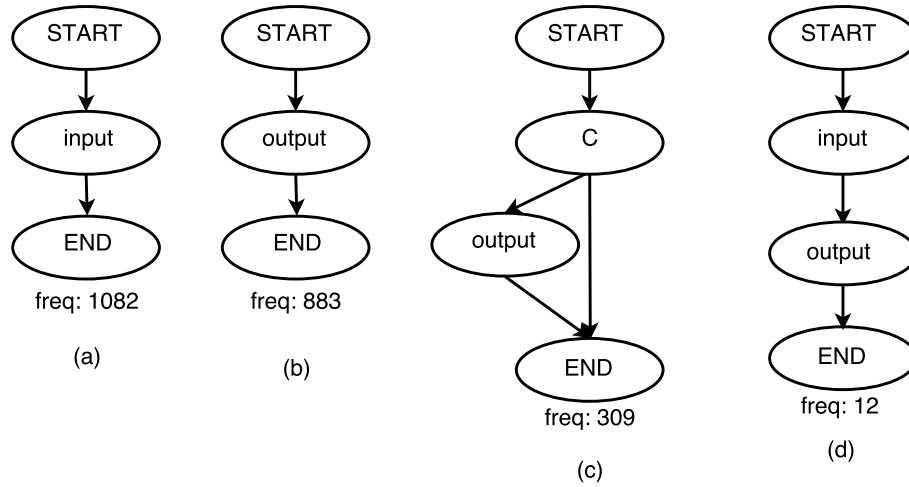 START
input
END
freq: 1082
(a)
START
output
END
freq: 883
(b)
START
C
output
END
freq: 309
(c)
START
input
output
END
freq: 12
(d)